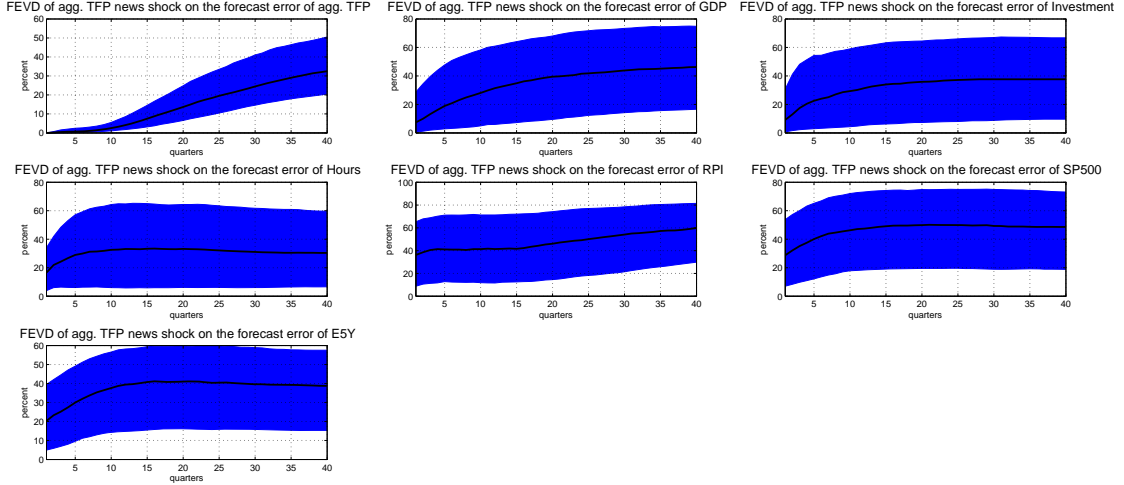 FEVD of agg. TFP news shock on the forecast error of agg. TFP
60
50
40
30
20
10
0
percent
5 10 15 20 25 30 35 40
quarters
FEVD of agg. TFP news shock on the forecast error of GDP
80
60
40
20
0
percent
5 10 15 20 25 30 35 40
quarters
FEVD of agg. TFP news shock on the forecast error of Investment
80
60
40
20
0
percent
5 10 15 20 25 30 35 40
quarters
FEVD of agg. TFP news shock on the forecast error of Hours
80
60
40
20
0
percent
5 10 15 20 25 30 35 40
quarters
FEVD of agg. TFP news shock on the forecast error of RPI
100
80
60
40
20
0
percent
5 10 15 20 25 30 35 40
quarters
FEVD of agg. TFP news shock on the forecast error of SP500
80
60
40
20
0
percent
5 10 15 20 25 30 35 40
quarters
FEVD of agg. TFP news shock on the forecast error of E5Y
60
50
40
30
20
10
0
percent
5 10 15 20 25 30 35 40
quarters